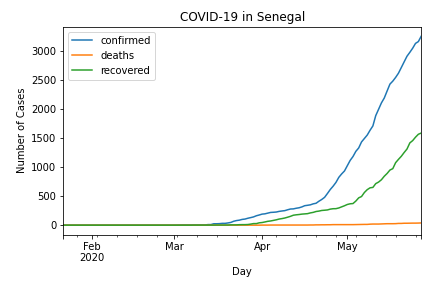 COVID-19 in Senegal
confirmed
deaths
recovered
Number of Cases
3000
2500
2000
1500
1000
500
0
Feb Mar Apr May
2020
Day